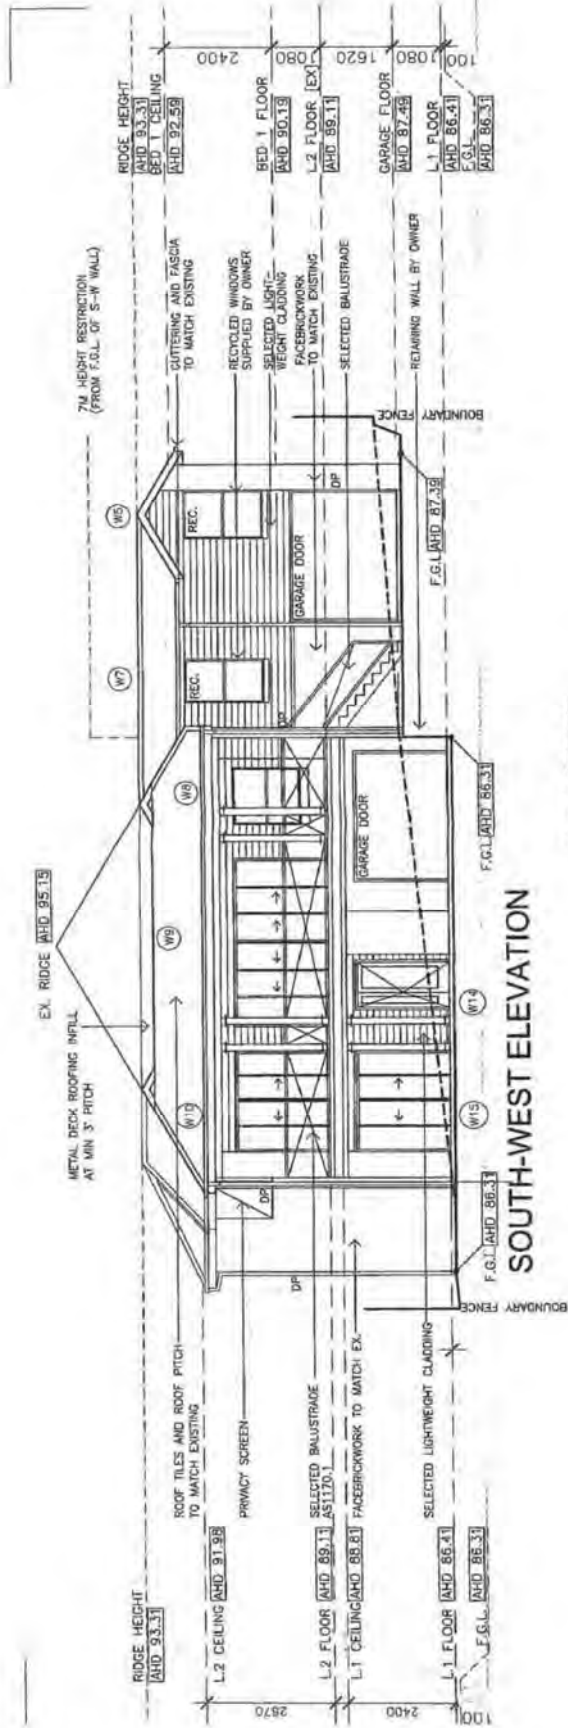 RIDGE HEIGHT
AHD 93.31
L.2 CEILING AHD 91.98
L2 FLOOR AHD 89.11
L.1 CEILING AHD 88.81
L1 FLOOR AHD 86.41
F.G.L. AHD 86.31
2870
2400
100
ROOF TILES AND ROOF PITCH
TO MATCH EXISTING
PRIVACY SCREEN
SELECTED BALUSTRADE
AS1170.1
FACEBRICKWORK TO MATCH EX.
SELECTED LIGHTWEIGHT CLADDING
BOUNDARY FENCE
METAL DECK ROOFING INFILL
AT MIN 3° PITCH
EX. RIDGE AHD 95.15
7M HEIGHT RESTRICTION
(FROM F.G.L. OF S-W WALL)
W10
W9
W8
W7
W5
W15
W14
DP
DP
DP
DP
REC.
REC.
GARAGE DOOR
GARAGE DOOR
F.G.L AHD 86.31
F.G.L AHD 86.31
F.G.L AHD 87.39
BOUNDARY FENCE
GUTTERING AND FASCIA
TO MATCH EXISTING
RECYCLED WINDOWS
SUPPLIED BY OWNER
SELECTED LIGHT-
WEIGHT CLADDING
FACEBRICKWORK
TO MATCH EXISTING
SELECTED BALUSTRADE
RETAINING WALL BY OWNER
RIDGE HEIGHT
AHD 93.31
BED 1 CEILING
AHD 92.59
BED 1 FLOOR
AHD 90.19
L.2 FLOOR [EX]
AHD 89.11
GARAGE FLOOR
AHD 87.49
L.1 FLOOR
AHD 86.41
F.G.L.
AHD 86.31
2400
1080
1620
1080
100
SOUTH-WEST ELEVATION